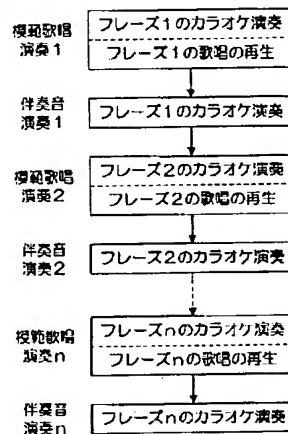 模範歌唱
演奏1
フレーズ1のカラオケ演奏
フレーズ1の歌唱の再生
伴奏音
演奏1
フレーズ1のカラオケ演奏
模範歌唱
演奏2
フレーズ2のカラオケ演奏
フレーズ2の歌唱の再生
伴奏音
演奏2
フレーズ2のカラオケ演奏
模範歌唱
演奏n
フレーズnのカラオケ演奏
フレーズnの歌唱の再生
伴奏音
演奏n
フレーズnのカラオケ演奏